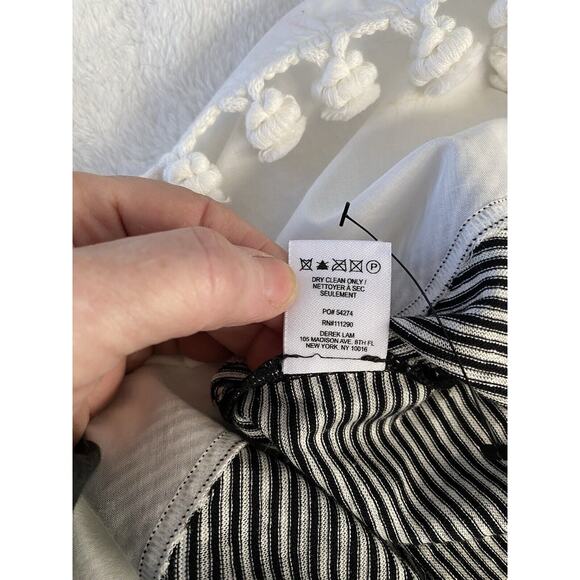 P
DRY CLEAN ONLY /
NETTOYER À SEC
SEULEMENT
PO# 54274
RN#111290
DEREK LAM
105 MADISON AVE. 8TH FL
NEW YORK, NY 10016